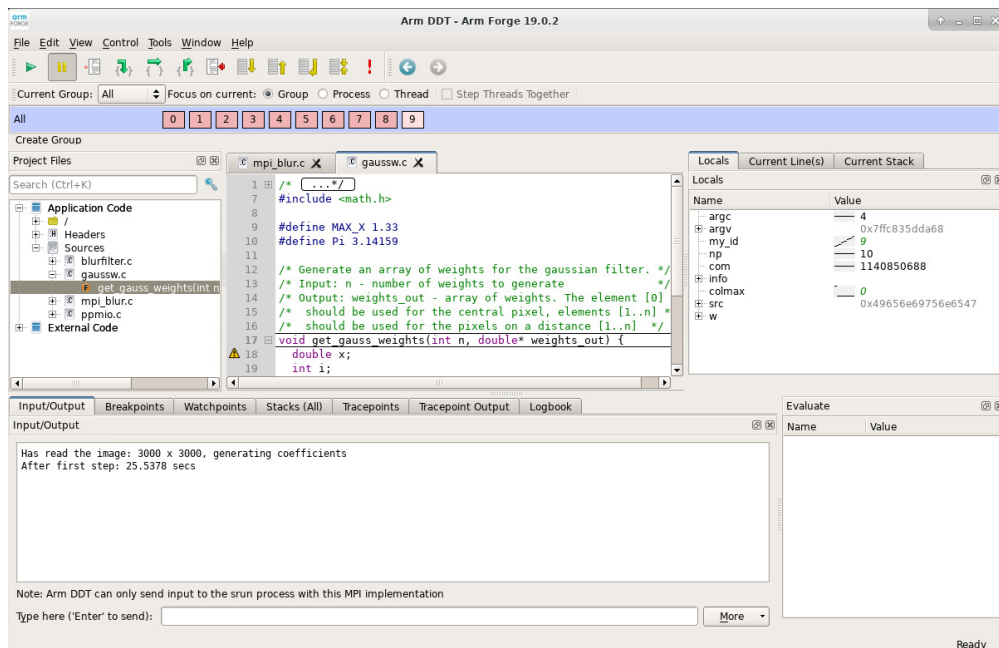 arm
FORGE
Arm DDT - Arm Forge 19.0.2
File Edit View Control Tools Window Help
Current Group: All Focus on current: Group Process Thread Step Threads Together
All 0 1 2 3 4 5 6 7 8 9
Create Group
Project Files
Search (Ctrl+K)
Application Code
/
Headers
Sources
blurfilter.c
gaussw.c
get_gauss_weights(int n
mpi_blur.c
ppmio.c
External Code
mpi_blur.c gaussw.c
1 /* ...*/
7 #include <math.h>
8
9 #define MAX_X 1.33
10 #define Pi 3.14159
11
12 /* Generate an array of weights for the gaussian filter. */
13 /* Input: n - number of weights to generate */
14 /* Output: weights_out - array of weights. The element [0]
15 /* should be used for the central pixel, elements [1..n] *
16 /* should be used for the pixels on a distance [1..n] */
17 void get_gauss_weights(int n, double* weights_out) {
18 double x;
19 int i;
Locals Current Line(s) Current Stack
Locals
Name Value
argc 4
argv 0x7ffc835dda68
my_id 9
np 10
com 1140850688
info
colmax 0
src 0x49656e69756e6547
w
Input/Output Breakpoints Watchpoints Stacks (All) Tracepoints Tracepoint Output Logbook
Input/Output
Has read the image: 3000 x 3000, generating coefficients
After first step: 25.5378 secs
Note: Arm DDT can only send input to the srun process with this MPI implementation
Type here ('Enter' to send): More
Evaluate
Name Value
Ready